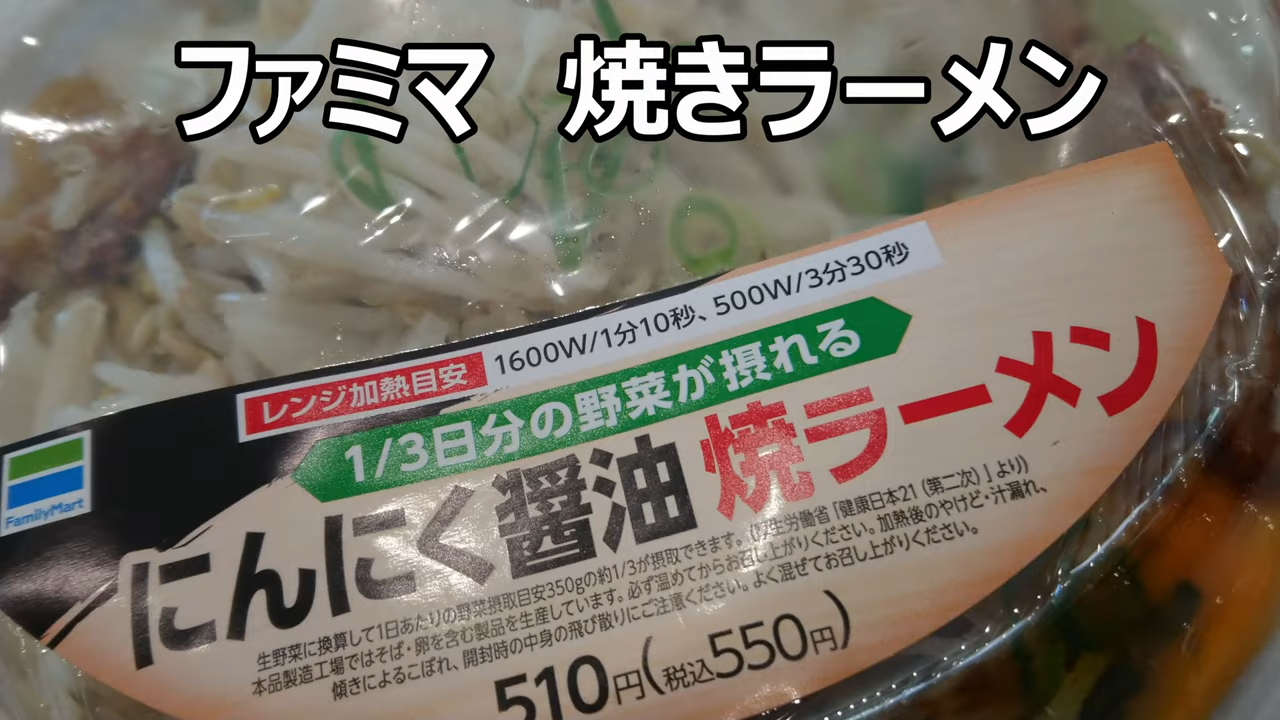 ファミマ 焼きラーメン
レンジ加熱目安 1600W/1分10秒、500W/3分30秒
1/3日分の野菜が摂れる
FamilyMart
にんにく醤油 焼ラーメン
生野菜に換算して1日あたりの野菜摂取目安350gの約1/3が摂取できます。(厚生労働省「健康日本21(第二次)」より)
本品製造工場ではそば・卵を含む製品を生産しています。必ず温めてからお召し上がりください。加熱後のやけど・汁漏れ、
傾きによるこぼれ、開封時の中身の飛び散りにご注意ください。よく混ぜてお召し上がりください。
510円(税込550円)